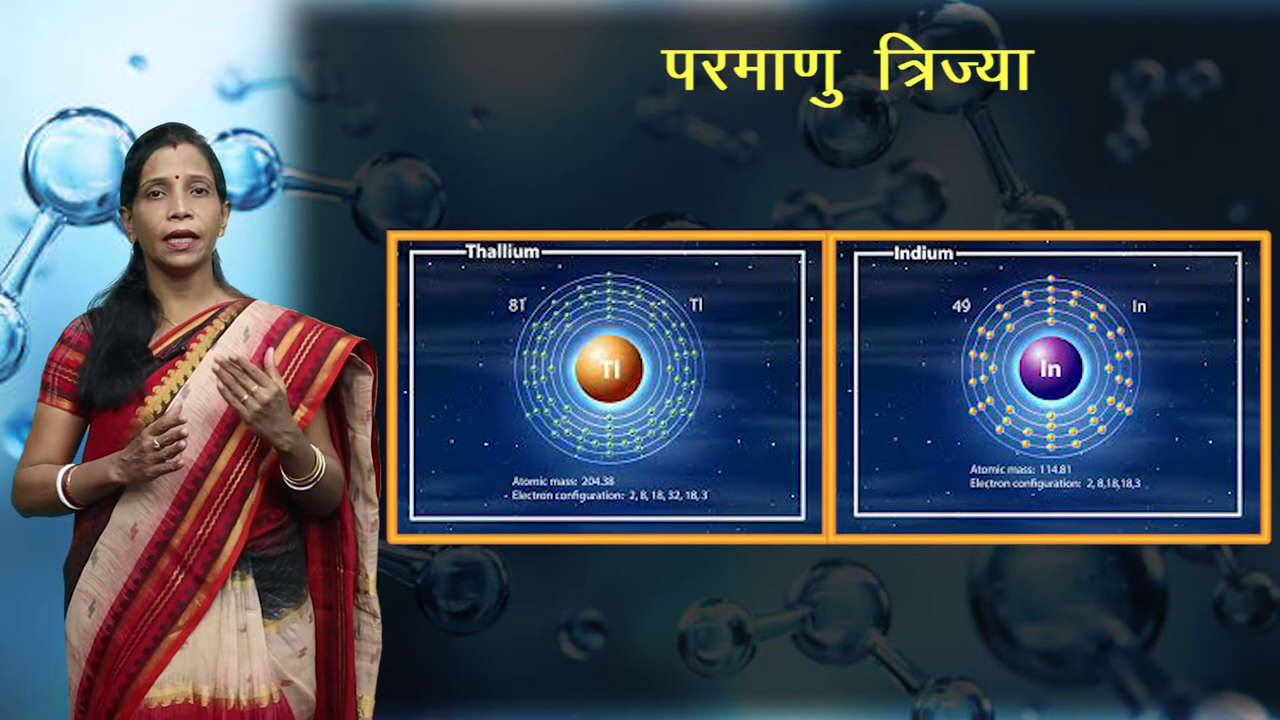 परमाणु त्रिज्या
Thallium
81 Tl
Tl
Atomic mass: 204.38
Electron configuration: 2, 8, 18, 32, 18, 3
Indium
49 In
In
Atomic mass: 114.81
Electron configuration: 2, 8,18,18,3